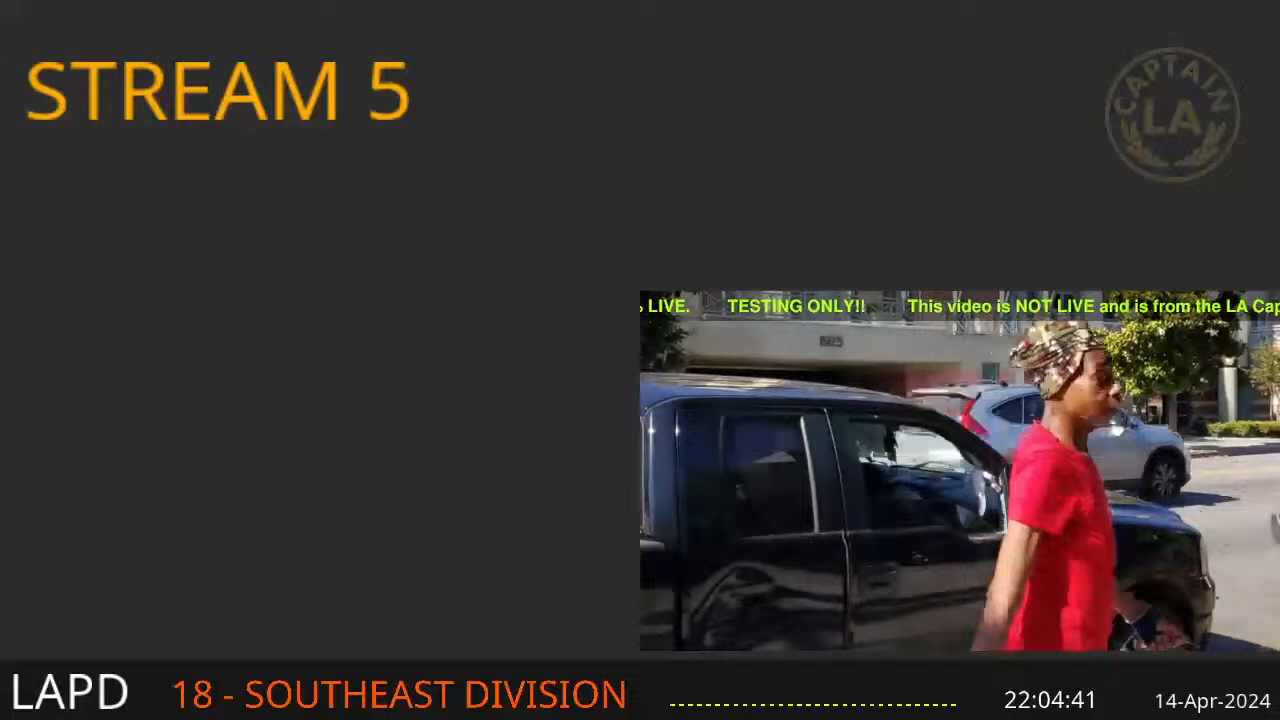 STREAM 5
CAPTAIN
LA
LIVE. TESTING ONLY!! This video is NOT LIVE and is from the LA Cap
LAPD 18 - SOUTHEAST DIVISION 22:04:41 14-Apr-2024